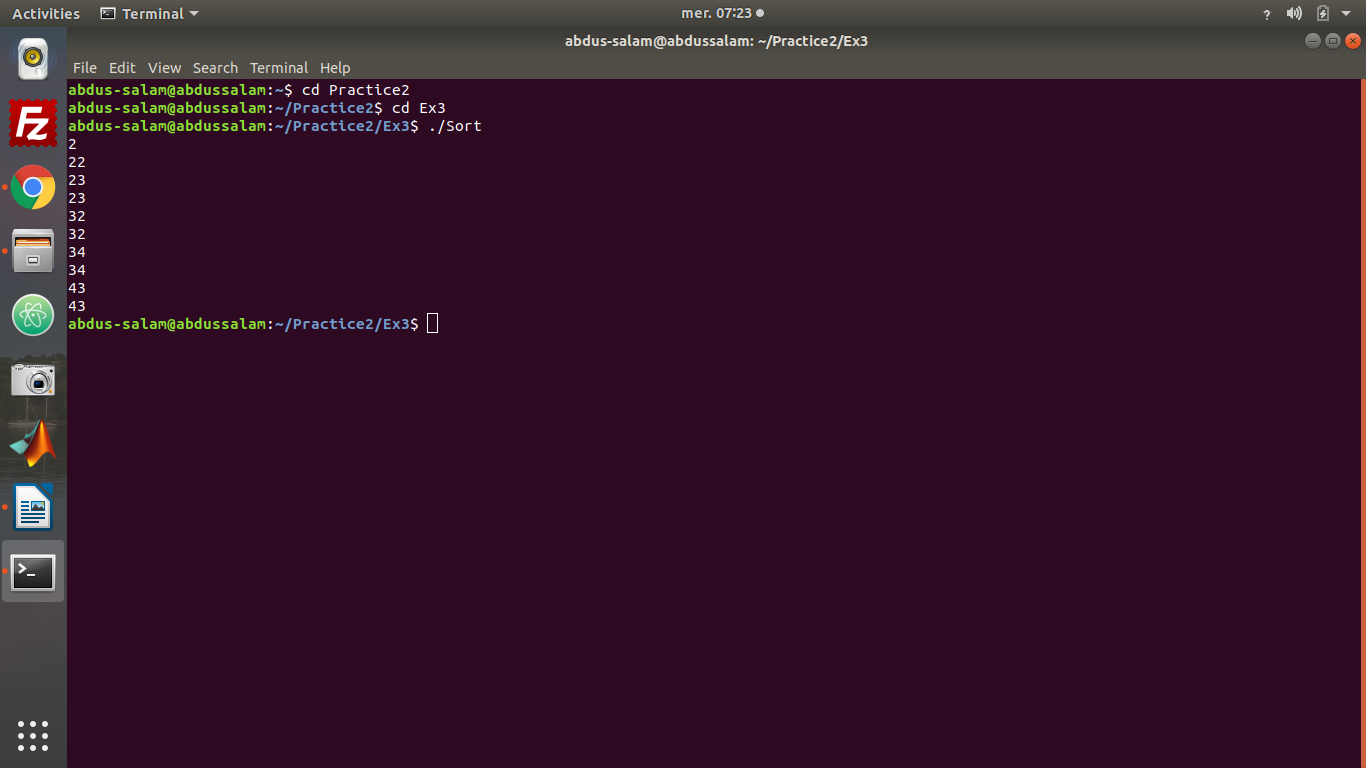 Activities Terminal mer. 07:23 ?
abdus-salam@abdussalam: ~/Practice2/Ex3
File Edit View Search Terminal Help
abdus-salam@abdussalam:~$ cd Practice2
abdus-salam@abdussalam:~/Practice2$ cd Ex3
abdus-salam@abdussalam:~/Practice2/Ex3$ ./Sort
2
22
23
23
32
32
34
34
43
43
abdus-salam@abdussalam:~/Practice2/Ex3$
Fz
>_